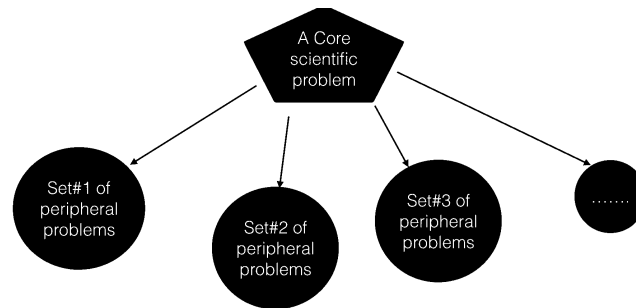 A Core
scientific
problem
Set#1 of
peripheral
problems
Set#2 of
peripheral
problems
Set#3 of
peripheral
problems
.......